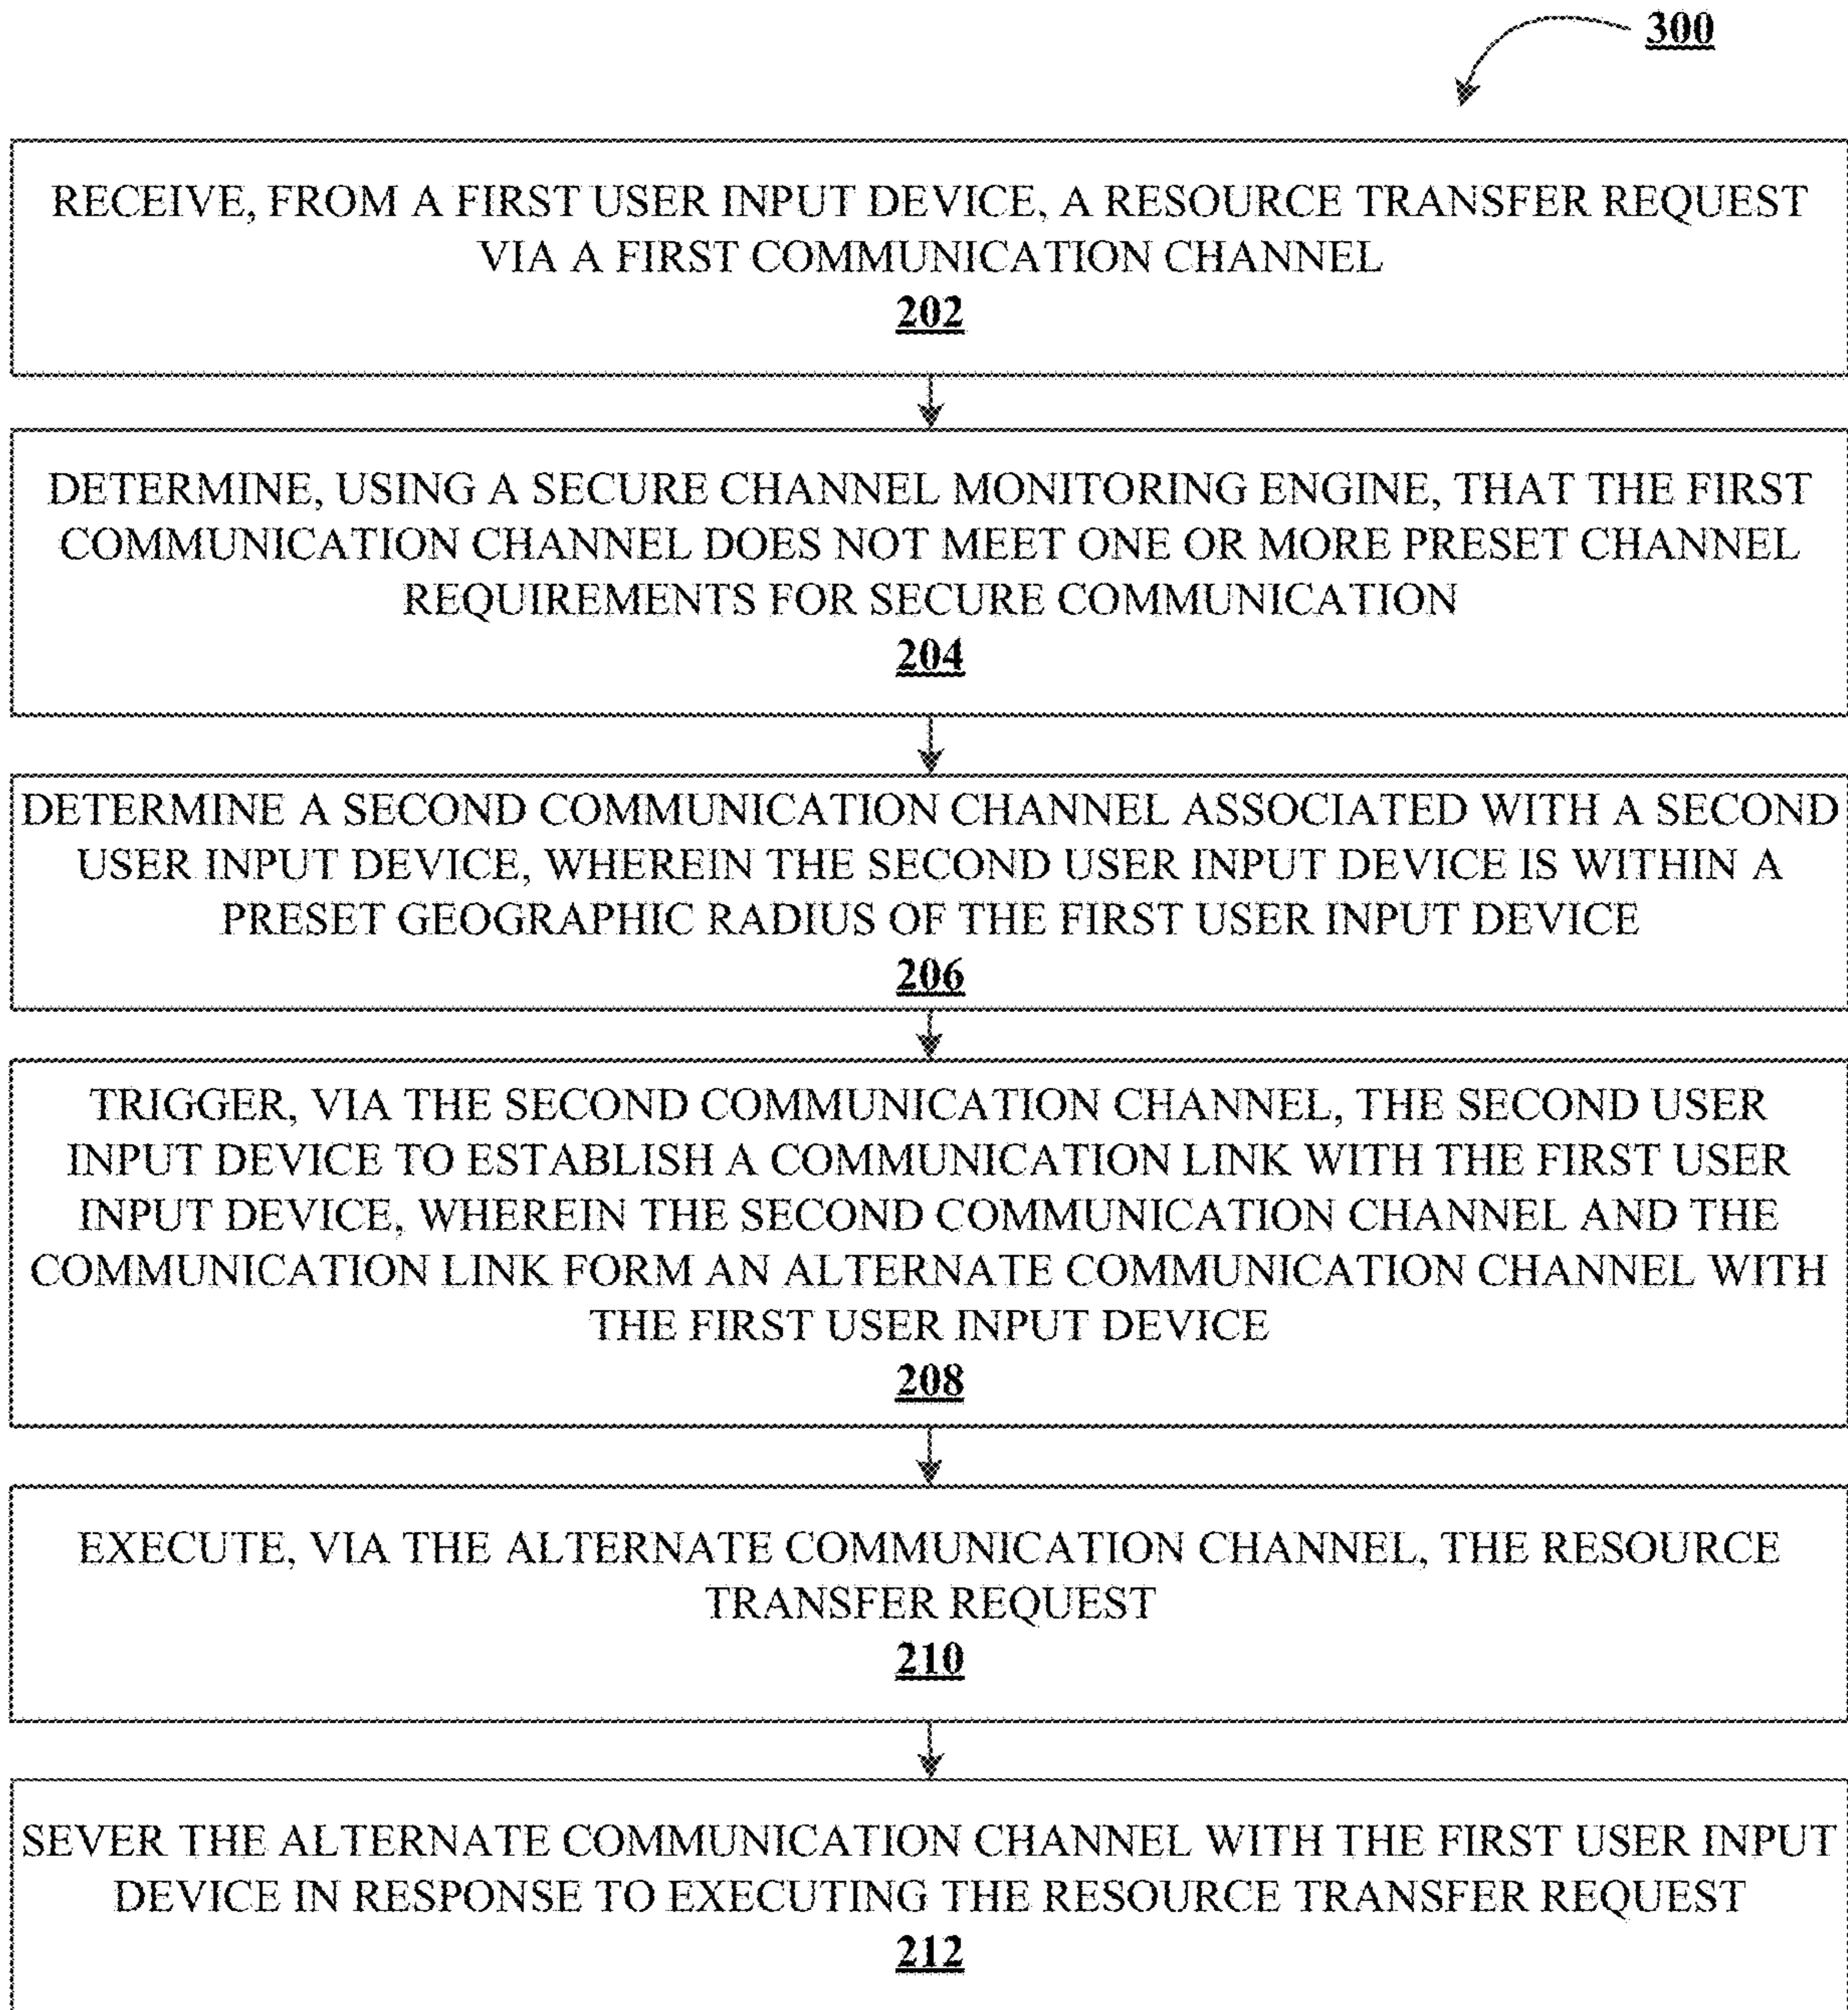 300
RECEIVE, FROM A FIRST USER INPUT DEVICE, A RESOURCE TRANSFER REQUEST
VIA A FIRST COMMUNICATION CHANNEL
202
DETERMINE, USING A SECURE CHANNEL MONITORING ENGINE, THAT THE FIRST
COMMUNICATION CHANNEL DOES NOT MEET ONE OR MORE PRESET CHANNEL
REQUIREMENTS FOR SECURE COMMUNICATION
204
DETERMINE A SECOND COMMUNICATION CHANNEL ASSOCIATED WITH A SECOND
USER INPUT DEVICE, WHEREIN THE SECOND USER INPUT DEVICE IS WITHIN A
PRESET GEOGRAPHIC RADIUS OF THE FIRST USER INPUT DEVICE
206
TRIGGER, VIA THE SECOND COMMUNICATION CHANNEL, THE SECOND USER
INPUT DEVICE TO ESTABLISH A COMMUNICATION LINK WITH THE FIRST USER
INPUT DEVICE, WHEREIN THE SECOND COMMUNICATION CHANNEL AND THE
COMMUNICATION LINK FORM AN ALTERNATE COMMUNICATION CHANNEL WITH
THE FIRST USER INPUT DEVICE
208
EXECUTE, VIA THE ALTERNATE COMMUNICATION CHANNEL, THE RESOURCE
TRANSFER REQUEST
210
SEVER THE ALTERNATE COMMUNICATION CHANNEL WITH THE FIRST USER INPUT
DEVICE IN RESPONSE TO EXECUTING THE RESOURCE TRANSFER REQUEST
212